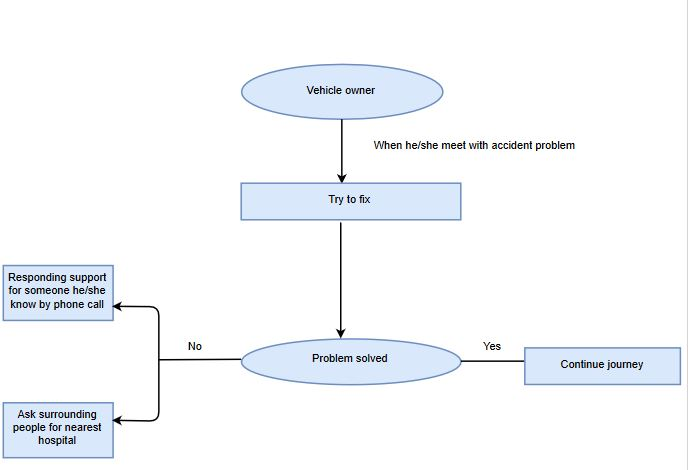 Vehicle owner
When he/she meet with accident problem
Try to fix
Responding support
for someone he/she
know by phone call
No
Problem solved
Yes
Continue journey
Ask surrounding
people for nearest
hospital